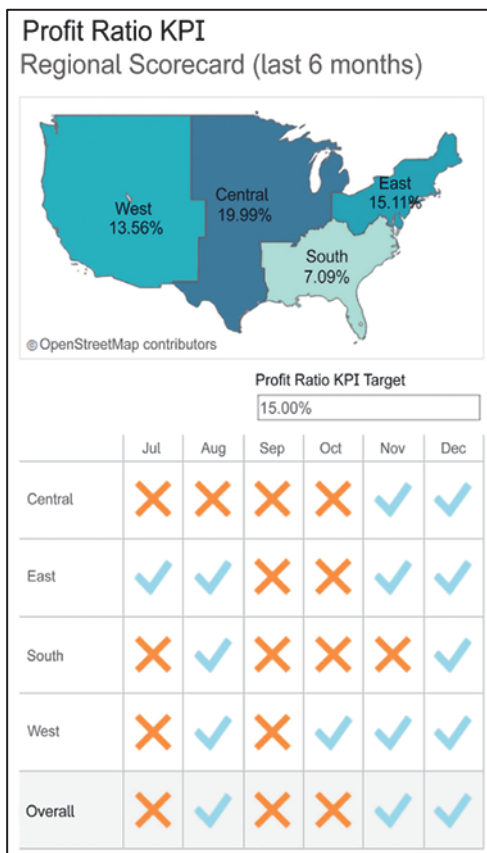 Profit Ratio KPI
Regional Scorecard (last 6 months)
East
15.11%
Central
19.99%
West
13.56%
South
7.09%
© OpenStreetMap contributors
Profit Ratio KPI Target
15.00%
Jul Aug Sep Oct Nov Dec
Central
East
South
West
Overall